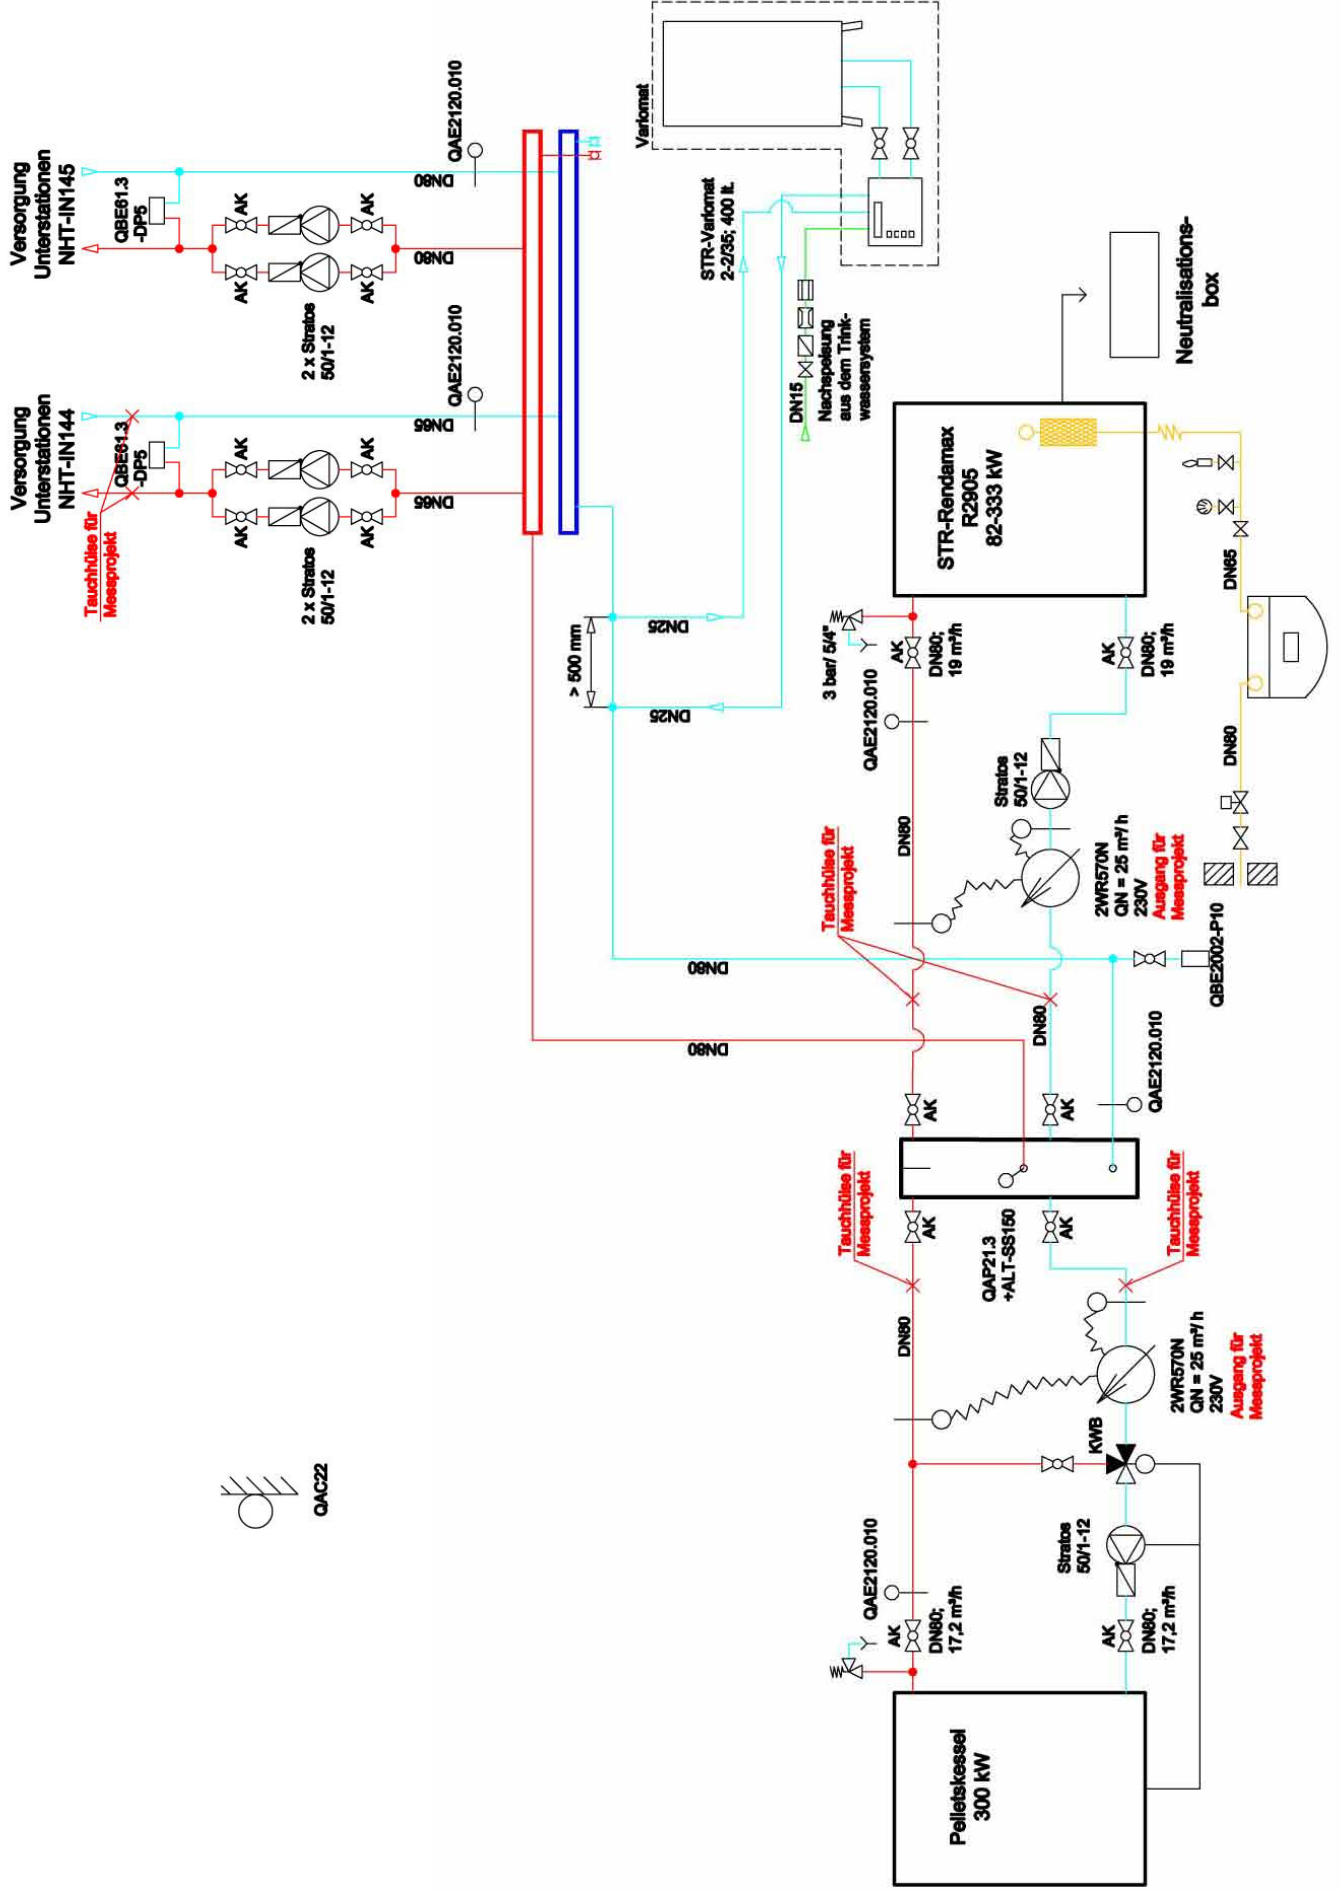 Versorgung
Unterstationen
NHT-IN144
Versorgung
Unterstationen
NHT-IN145
Tauchhülse für
Messprojekt
QBE61.3
-DP5
QBE61.3
-DP5
AK
AK
AK
AK
AK
AK
AK
AK
2 x Stratos
50/1-12
2 x Stratos
50/1-12
DN65
DN65
QAE2120.010
DN80
DN80
QAE2120.010
Variomat
STR-Variomat
2-2/35; 400 lt.
DN15
Nachspeisung
aus dem Trink-
wassersystem
> 500 mm
DN25
DN25
DN80
DN80
QAC22
Pelletskessel
300 kW
AK
DN80;
17,2 m³/h
QAE2120.010
AK
DN80;
17,2 m³/h
Stratos
50/1-12
KWB
2WR570N
QN = 25 m³/ h
230V
Ausgang für
Messprojekt
DN80
Tauchhülse für
Messprojekt
Tauchhülse für
Messprojekt
AK
AK
QAP21.3
+ALT-SS150
AK
AK
QAE2120.010
DN80
QBE2002-P10
Tauchhülse für
Messprojekt
DN80
2WR570N
QN = 25 m³/ h
230V
Ausgang für
Messprojekt
Stratos
50/1-12
QAE2120.010
3 bar/ 5/4"
AK
DN80;
19 m³/h
AK
DN80;
19 m³/h
STR-Rendamax
R2905
82-333 kW
Neutralisations-
box
DN80
DN65